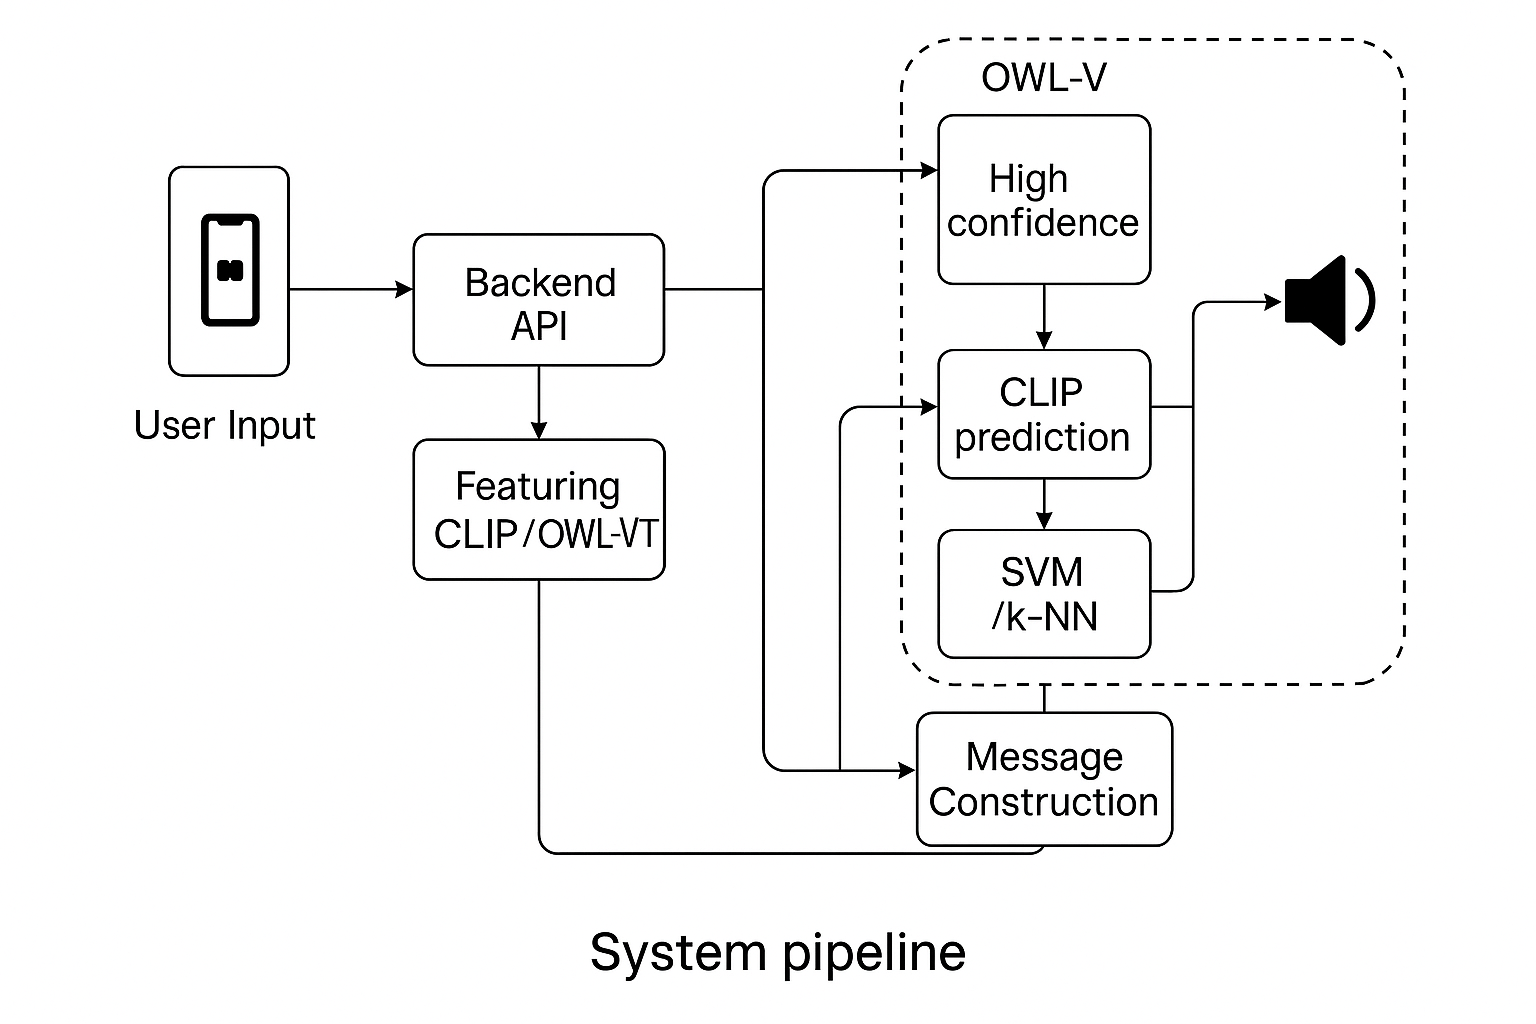 OWL-V
High
confidence
Backend
API
CLIP
prediction
User Input
Featuring
CLIP/OWL-VT
SVM
/k-NN
Message
Construction
System pipeline